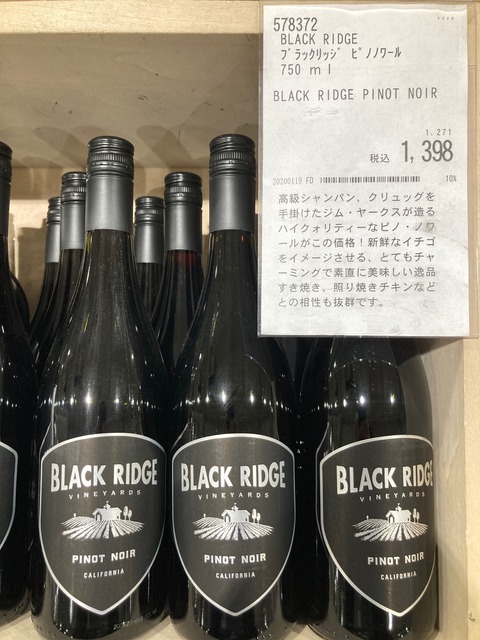 578372
BLACK RIDGE
ブラックリッジ ピノノワール
750 ml
BLACK RIDGE PINOT NOIR
1,271
税込 1,398
20200119 FD 10%
高級シャンパン、クリュッグを
手掛けたジム・ヤークスが造る
ハイクォリティーなピノ・ノワ
ールがこの価格！新鮮なイチゴ
をイメージさせる、とてもチャ
ーミングで素直に美味しい逸品
すき焼き、照り焼きチキンなど
との相性も抜群です。
BLACK RIDGE
VINEYARDS
PINOT NOIR
CALIFORNIA
BLACK RIDGE
VINEYARDS
PINOT NOIR
CALIFORNIA
BLACK RIDGE
VINEYARDS
PINOT NOIR
CALIFORNIA